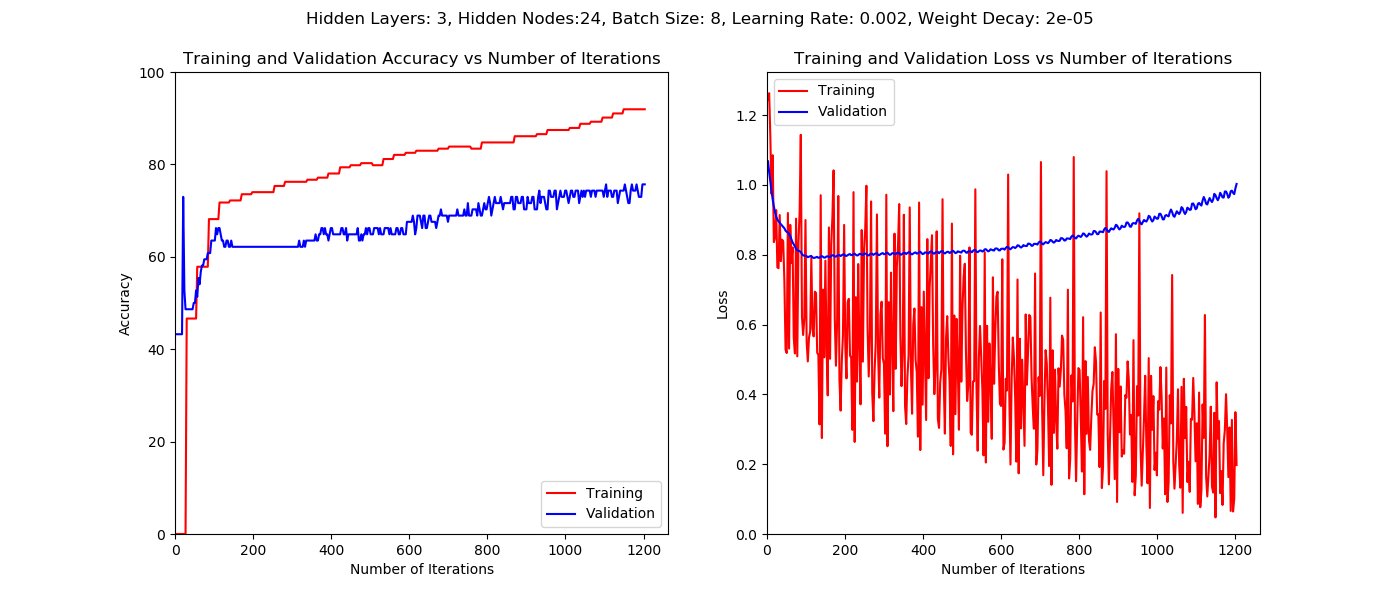 Hidden Layers: 3, Hidden Nodes:24, Batch Size: 8, Learning Rate: 0.002, Weight Decay: 2e-05
Training and Validation Accuracy vs Number of Iterations
100
80
60
40
20
0
Accuracy
0 200 400 600 800 1000 1200
Number of Iterations
Training
Validation
Training and Validation Loss vs Number of Iterations
Training
Validation
1.2
1.0
0.8
0.6
0.4
0.2
0.0
Loss
0 200 400 600 800 1000 1200
Number of Iterations